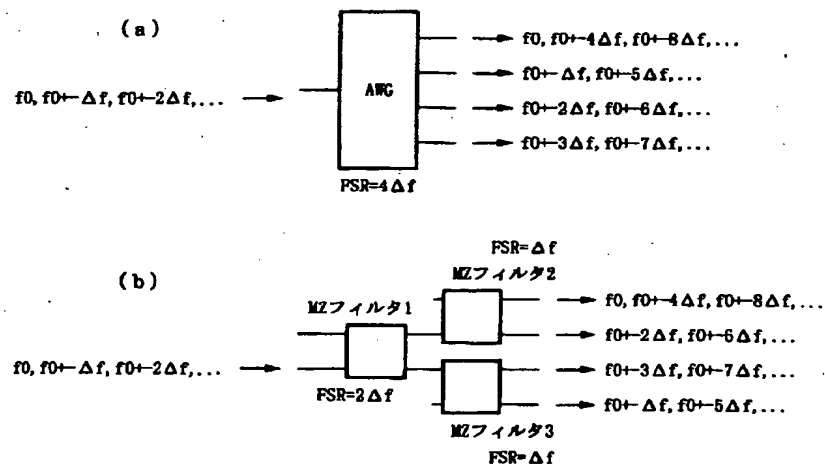 (a)
f0, f0+-4Δf, f0+-8Δf,...
f0+-Δf, f0+-5Δf,...
f0, f0+-Δf, f0+-2Δf,...
AWG
f0+-2Δf, f0+-6Δf,...
f0+-3Δf, f0+-7Δf,...
FSR=4Δf
FSR=Δf
(b)
MZフィルタ2
MZフィルタ1
f0, f0+-4Δf, f0+-8Δf,...
f0+-2Δf, f0+-6Δf,...
f0, f0+-Δf, f0+-2Δf,...
f0+-3Δf, f0+-7Δf,...
FSR=2Δf
f0+-Δf, f0+-5Δf,...
MZフィルタ3
FSR=Δf